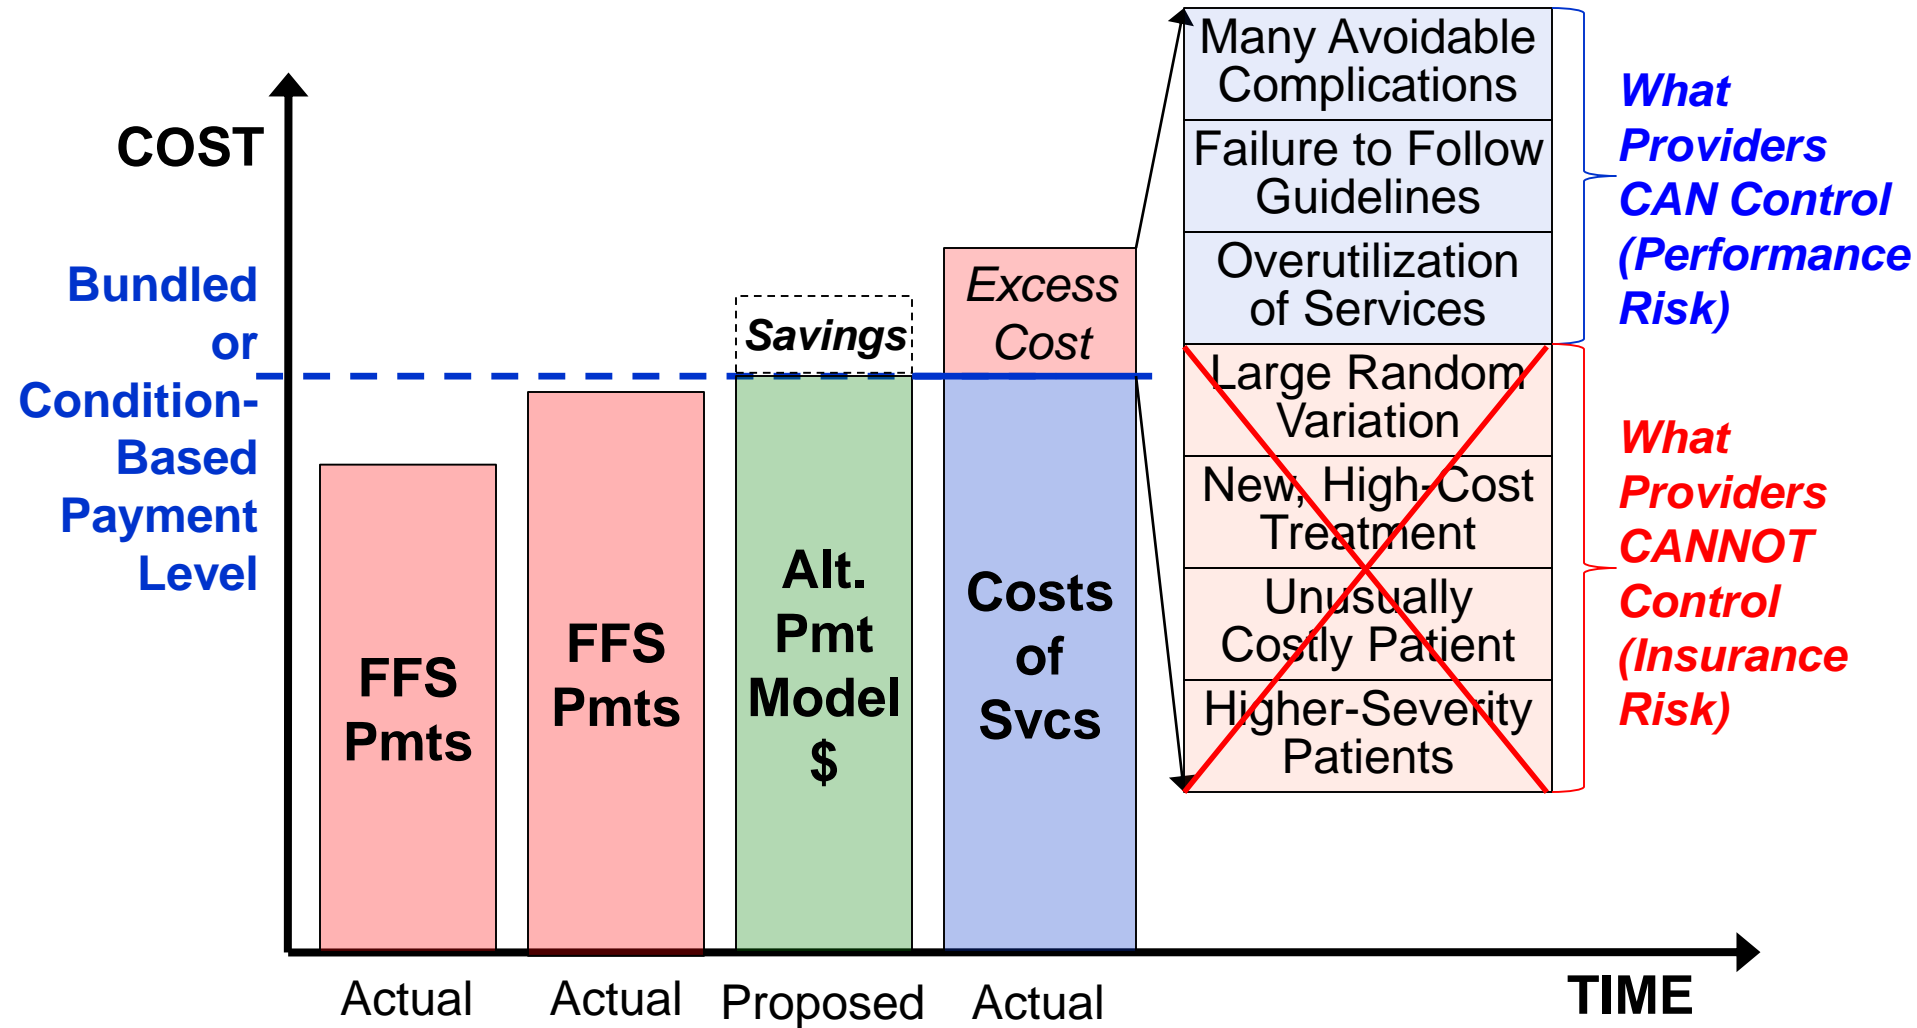 COST
Bundled
or
Condition-
Based
Payment
Level
FFS
Pmts
FFS
Pmts
Savings
Alt.
Pmt
Model
$
Excess
Cost
Costs
of
Svcs
Many Avoidable
Complications
Failure to Follow
Guidelines
Overutilization
of Services
Large Random
Variation
New, High-Cost
Treatment
Unusually
Costly Patient
Higher-Severity
Patients
What
Providers
CAN Control
(Performance
Risk)
What
Providers
CANNOT
Control
(Insurance
Risk)
Actual
Actual
Proposed
Actual
TIME